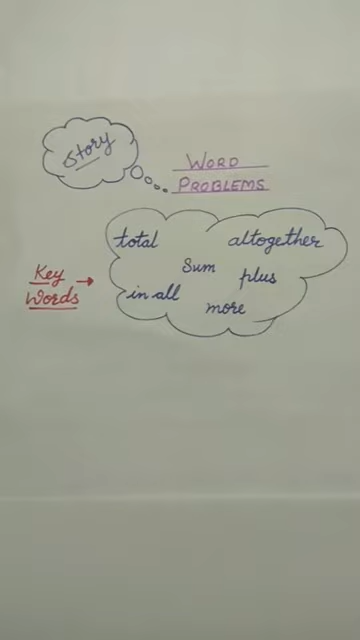 Story
WORD
PROBLEMS
total altogether
Sum plus
in all more
Key
Words